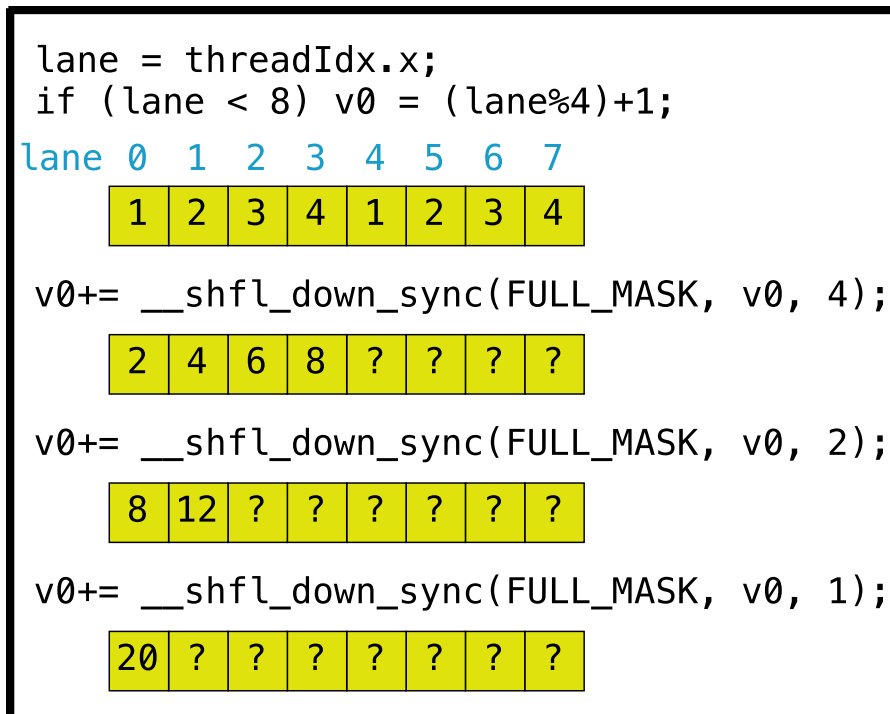 lane = threadIdx.x;
if (lane < 8) v0 = (lane%4)+1;
lane 0 1 2 3 4 5 6 7
1 2 3 4 1 2 3 4
v0+= __shfl_down_sync(FULL_MASK, v0, 4);
2 4 6 8 ? ? ? ?
v0+= __shfl_down_sync(FULL_MASK, v0, 2);
8 12 ? ? ? ? ? ?
v0+= __shfl_down_sync(FULL_MASK, v0, 1);
20 ? ? ? ? ? ? ?